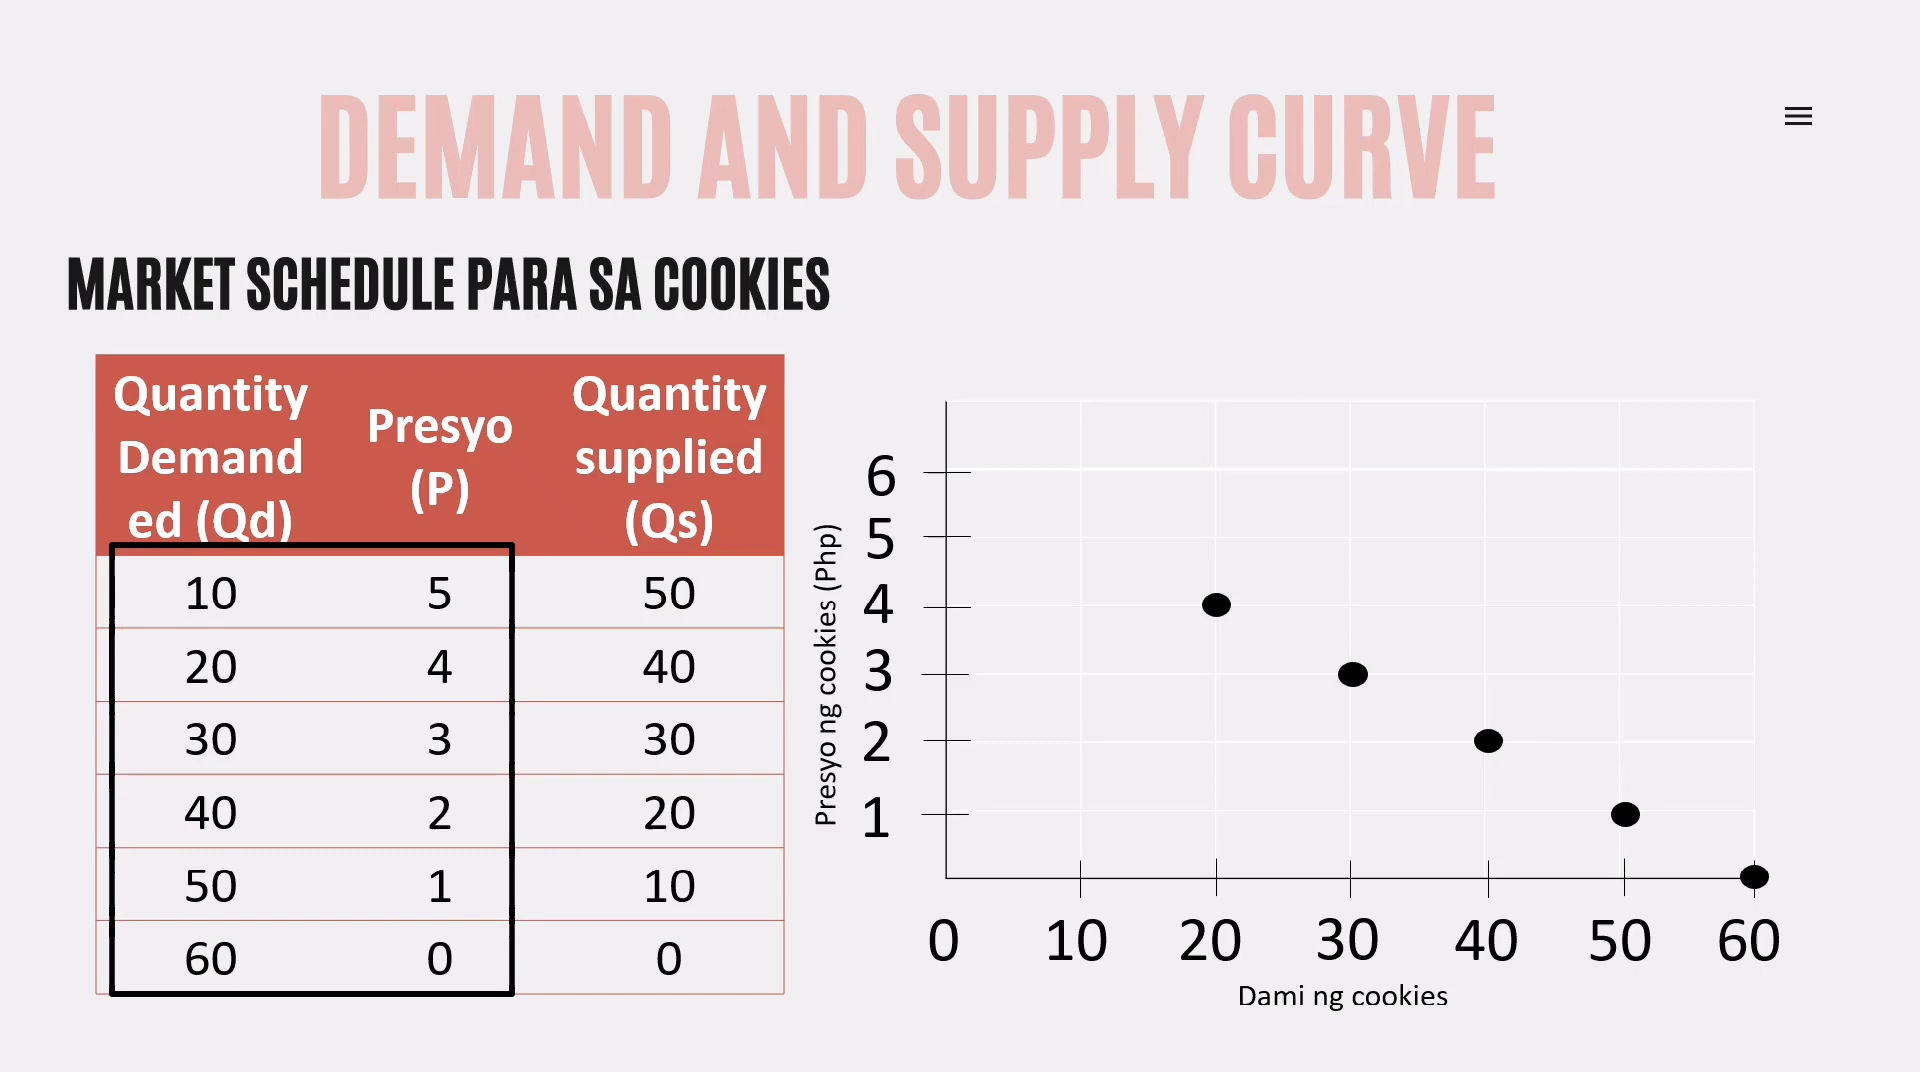 DEMAND AND SUPPLY CURVE
MARKET SCHEDULE PARA SA COOKIES
Quantity
Demand
ed (Qd)
Presyo
(P)
Quantity
supplied
(Qs)
10 5 50
20 4 40
30 3 30
40 2 20
50 1 10
60 0 0
Presyo ng cookies (Php)
6
5
4
3
2
1
0 10 20 30 40 50 60
Dami ng cookies